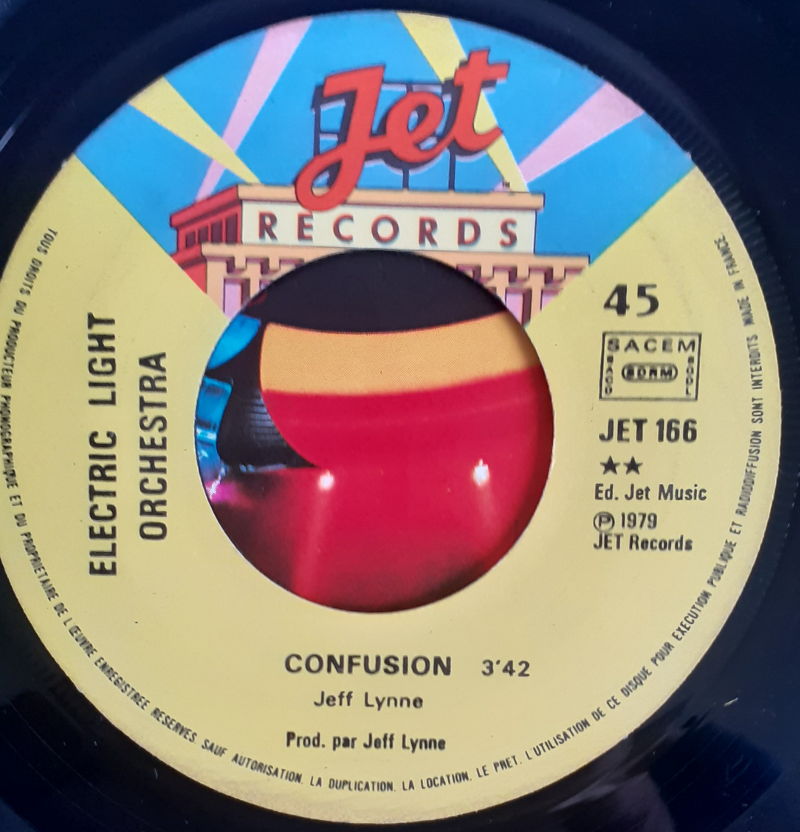 Jet
RECORDS
ELECTRIC LIGHT
ORCHESTRA
45
SACEM
SACD
SDRM
SGDL
JET 166
★★
Ed. Jet Music
Ⓟ 1979
JET Records
CONFUSION 3'42
Jeff Lynne
Prod. par Jeff Lynne
TOUS DROITS DU PRODUCTEUR PHONOGRAPHIQUE ET DU PROPRIETAIRE DE L'ŒUVRE ENREGISTREE RESERVES. SAUF AUTORISATION, LA DUPLICATION, LA LOCATION, LE PRET, L'UTILISATION DE CE DISQUE POUR EXECUTION PUBLIQUE ET RADIODIFFUSION SONT INTERDITS. MADE IN FRANCE.